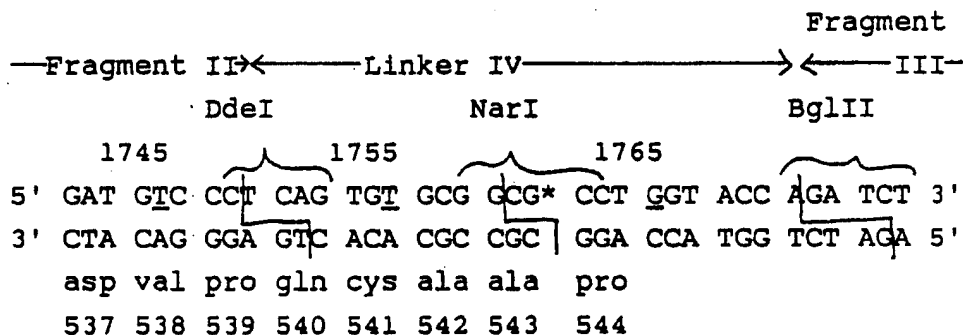 Fragment
Fragment II Linker IV III
DdeI NarI BglII
1745 1755 1765
5' GAT GTC CCT CAG TGT GCG GCG* CCT GGT ACC AGA TCT 3'
3' CTA CAG GGA GTC ACA CGC CGC GGA CCA TGG TCT AGA 5'
asp val pro gln cys ala ala pro
537 538 539 540 541 542 543 544